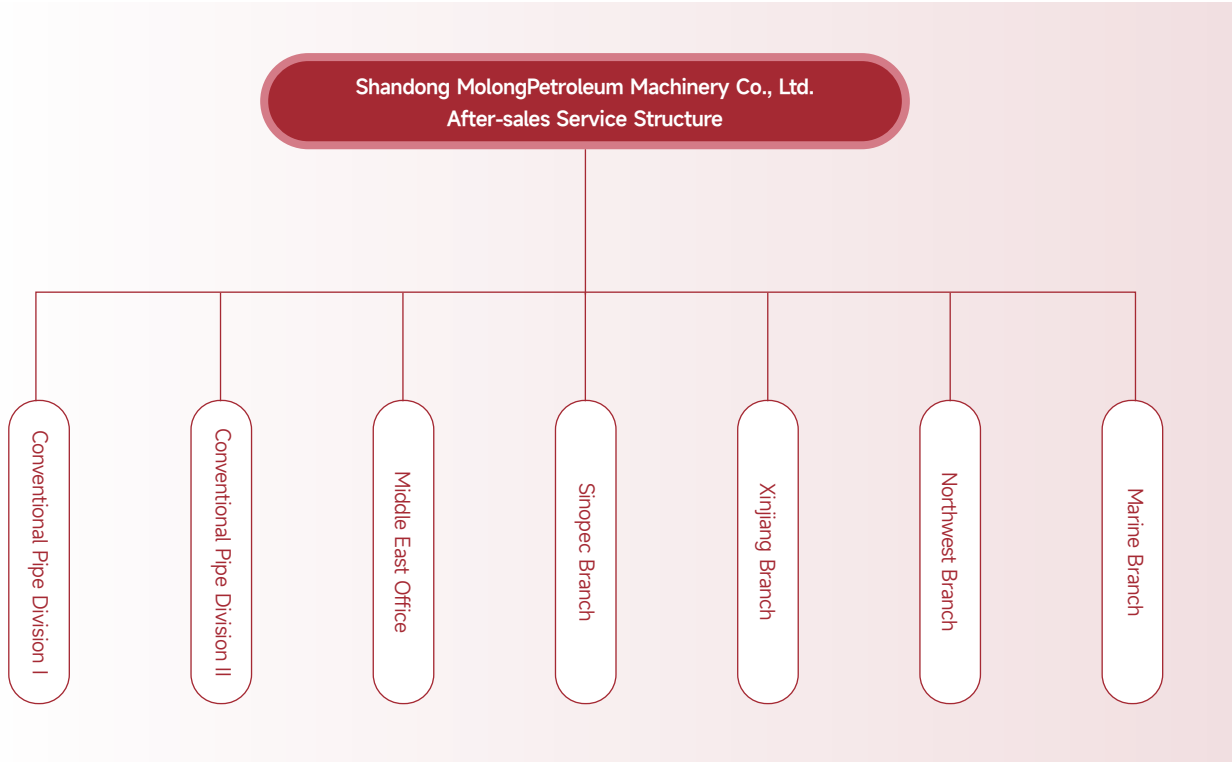 Shandong MolongPetroleum Machinery Co., Ltd.
After-sales Service Structure
Conventional Pipe Division I
Conventional Pipe Division II
Middle East Office
Sinopec Branch
Xinjiang Branch
Northwest Branch
Marine Branch